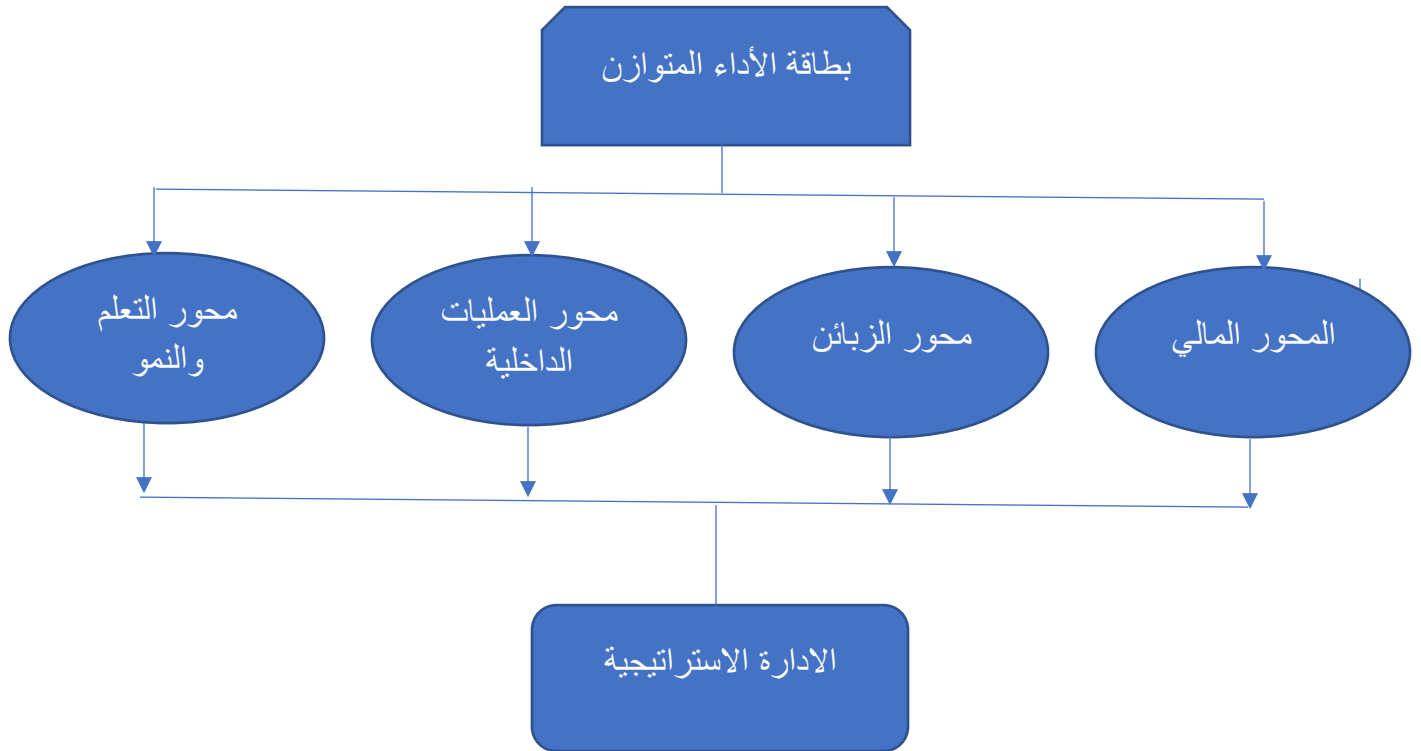 بطاقة الأداء المتوازن
المحور المالي
محور الزبائن
محور العمليات
الداخلية
محور التعلم
والنمو
الادارة الاستراتيجية